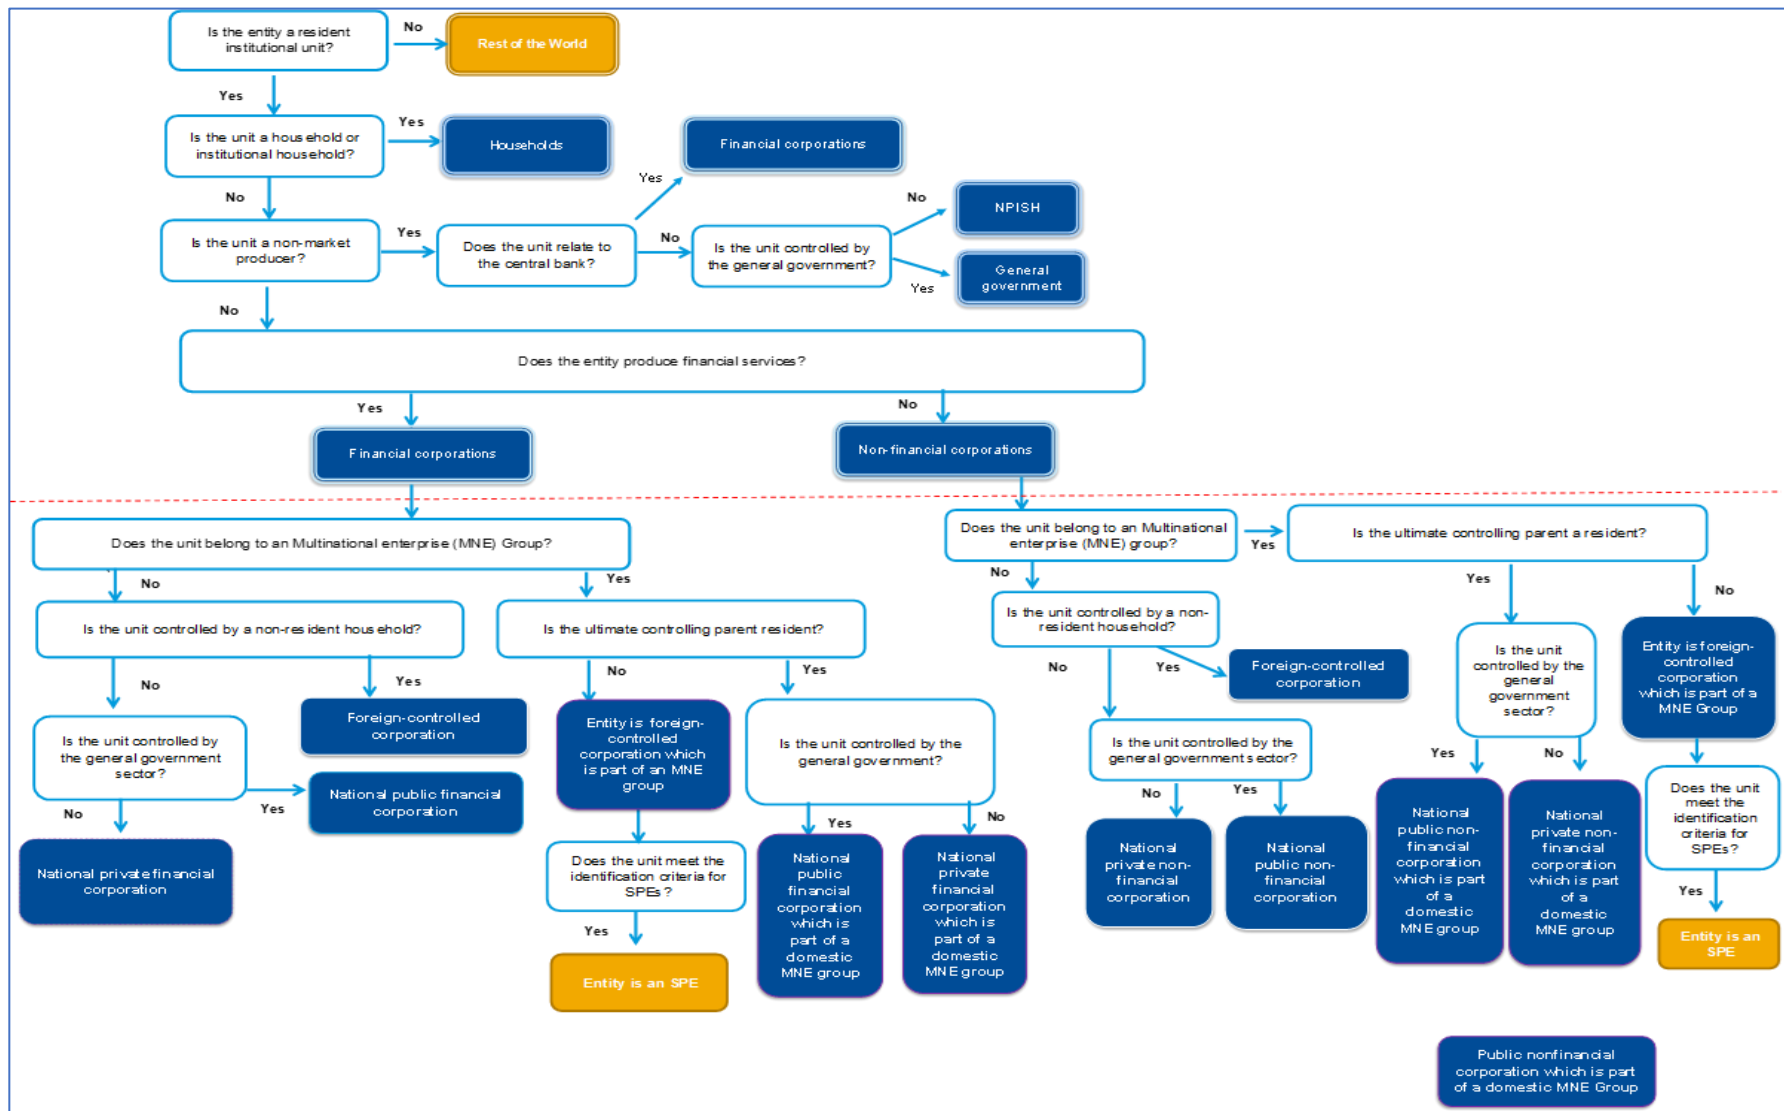 Is the entity a resident
institutional unit?
No
Rest of the World
Yes
Is the unit a household or
institutional household?
Yes
Households
Financial corporations
Yes
No
No
NPISH
Is the unit a non-market
producer?
Yes
Does the unit relate to
the central bank?
No
Is the unit controlled by
the general government?
General
government
Yes
No
Does the entity produce financial services?
Yes
No
Financial corporations
Non-financial corporations
Does the unit belong to an Multinational enterprise (MNE) Group?
Does the unit belong to an Multinational
enterprise (MNE) group?
Yes
Is the ultimate controlling parent a resident?
No
Yes
No
Yes
No
Is the unit controlled by a non-resident household?
Is the ultimate controlling parent resident?
Is the unit controlled by a non-
resident household?
Is the unit
controlled by the
general
government
sector?
Entity is foreign-
controlled
corporation
which is part of a
MNE Group
No
Yes
No
Yes
No
Yes
Foreign-controlled
corporation
Foreign-controlled
corporation
Entity is foreign-
controlled
corporation which
is part of an MNE
group
Is the unit controlled by
the general government
sector?
Is the unit controlled by the
general government?
Is the unit controlled by the
general government sector?
Yes
No
No
Yes
National public financial
corporation
No
Yes
Does the unit
meet the
identification
criteria for
SPEs?
Yes
No
National private financial
corporation
Does the unit meet the
identification criteria for
SPEs?
National
public
financial
corporation
which is
part of a
domestic
MNE group
National
private
financial
corporation
which is
part of a
domestic
MNE group
National
private non-
financial
corporation
National
public non-
financial
corporation
National
public non-
financial
corporation
which is part
of a
domestic
MNE group
National
private non-
financial
corporation
which is part
of a
domestic
MNE group
Yes
Yes
Entity is an SPE
Entity is an
SPE
Public nonfinancial
corporation which is part
of a domestic MNE Group